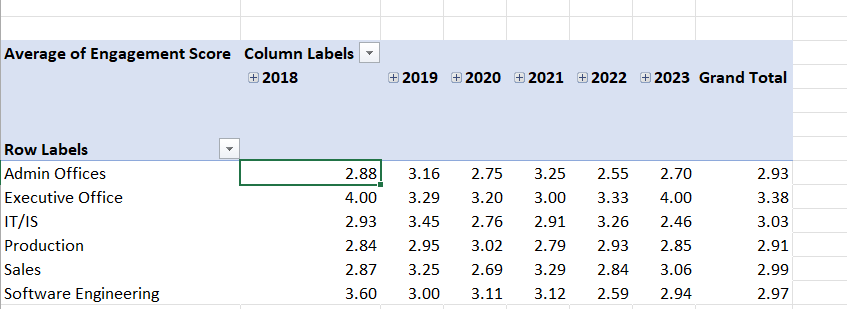 Average of Engagement Score Column Labels
2018 2019 2020 2021 2022 2023 Grand Total
Row Labels
Admin Offices 2.88 3.16 2.75 3.25 2.55 2.70 2.93
Executive Office 4.00 3.29 3.20 3.00 3.33 4.00 3.38
IT/IS 2.93 3.45 2.76 2.91 3.26 2.46 3.03
Production 2.84 2.95 3.02 2.79 2.93 2.85 2.91
Sales 2.87 3.25 2.69 3.29 2.84 3.06 2.99
Software Engineering 3.60 3.00 3.11 3.12 2.59 2.94 2.97